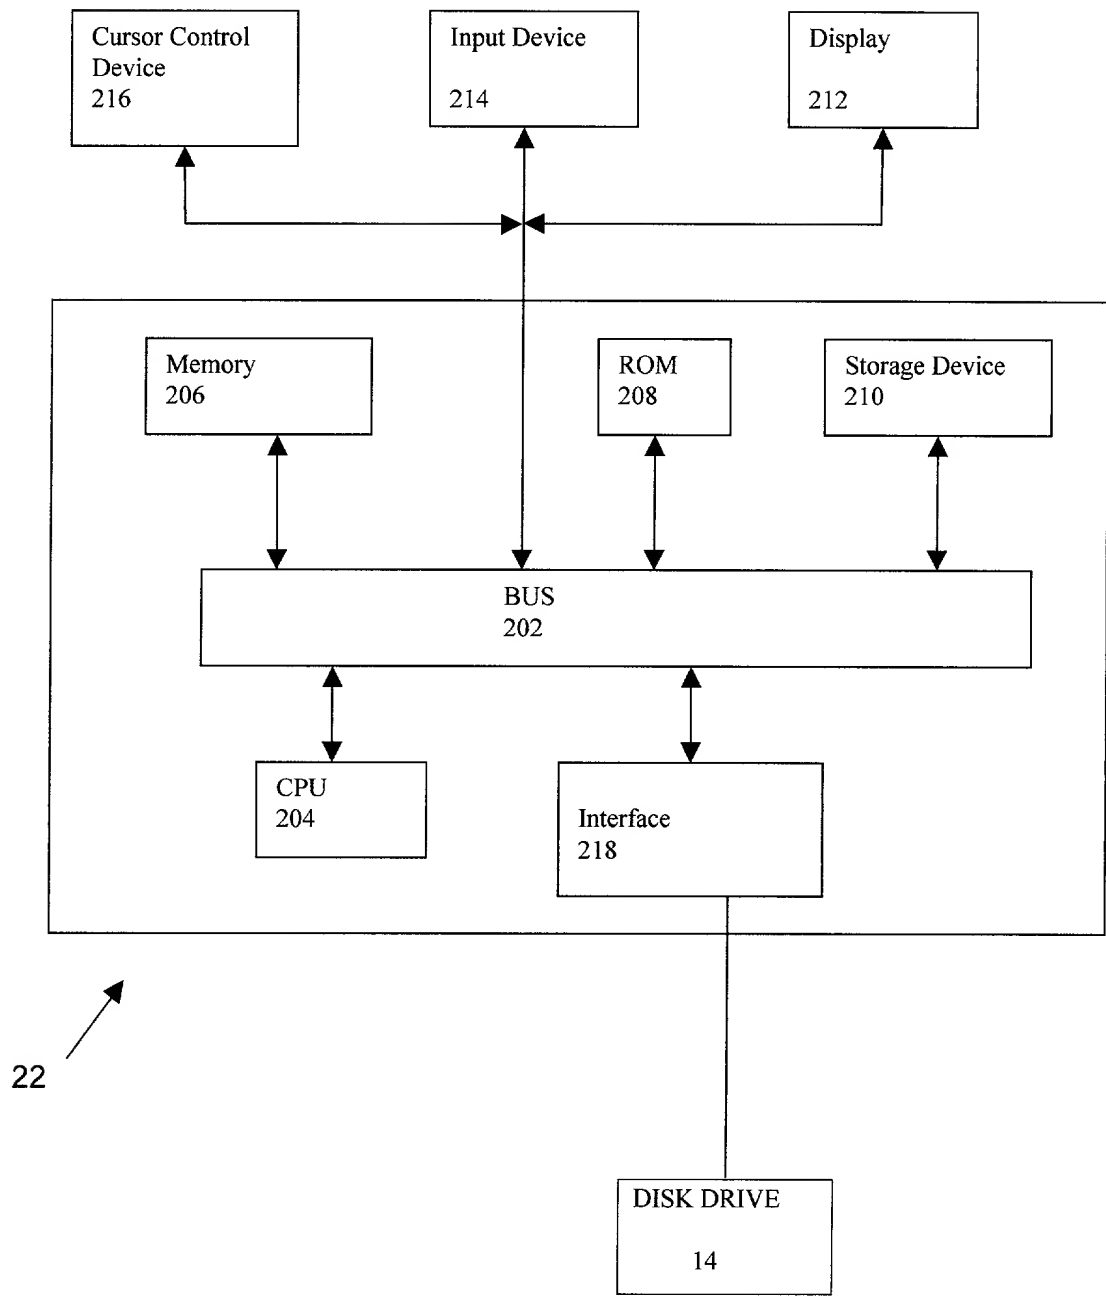 Cursor Control
Device
216
Input Device
214
Display
212
Memory
206
ROM
208
Storage Device
210
BUS
202
CPU
204
Interface
218
22
DISK DRIVE
14